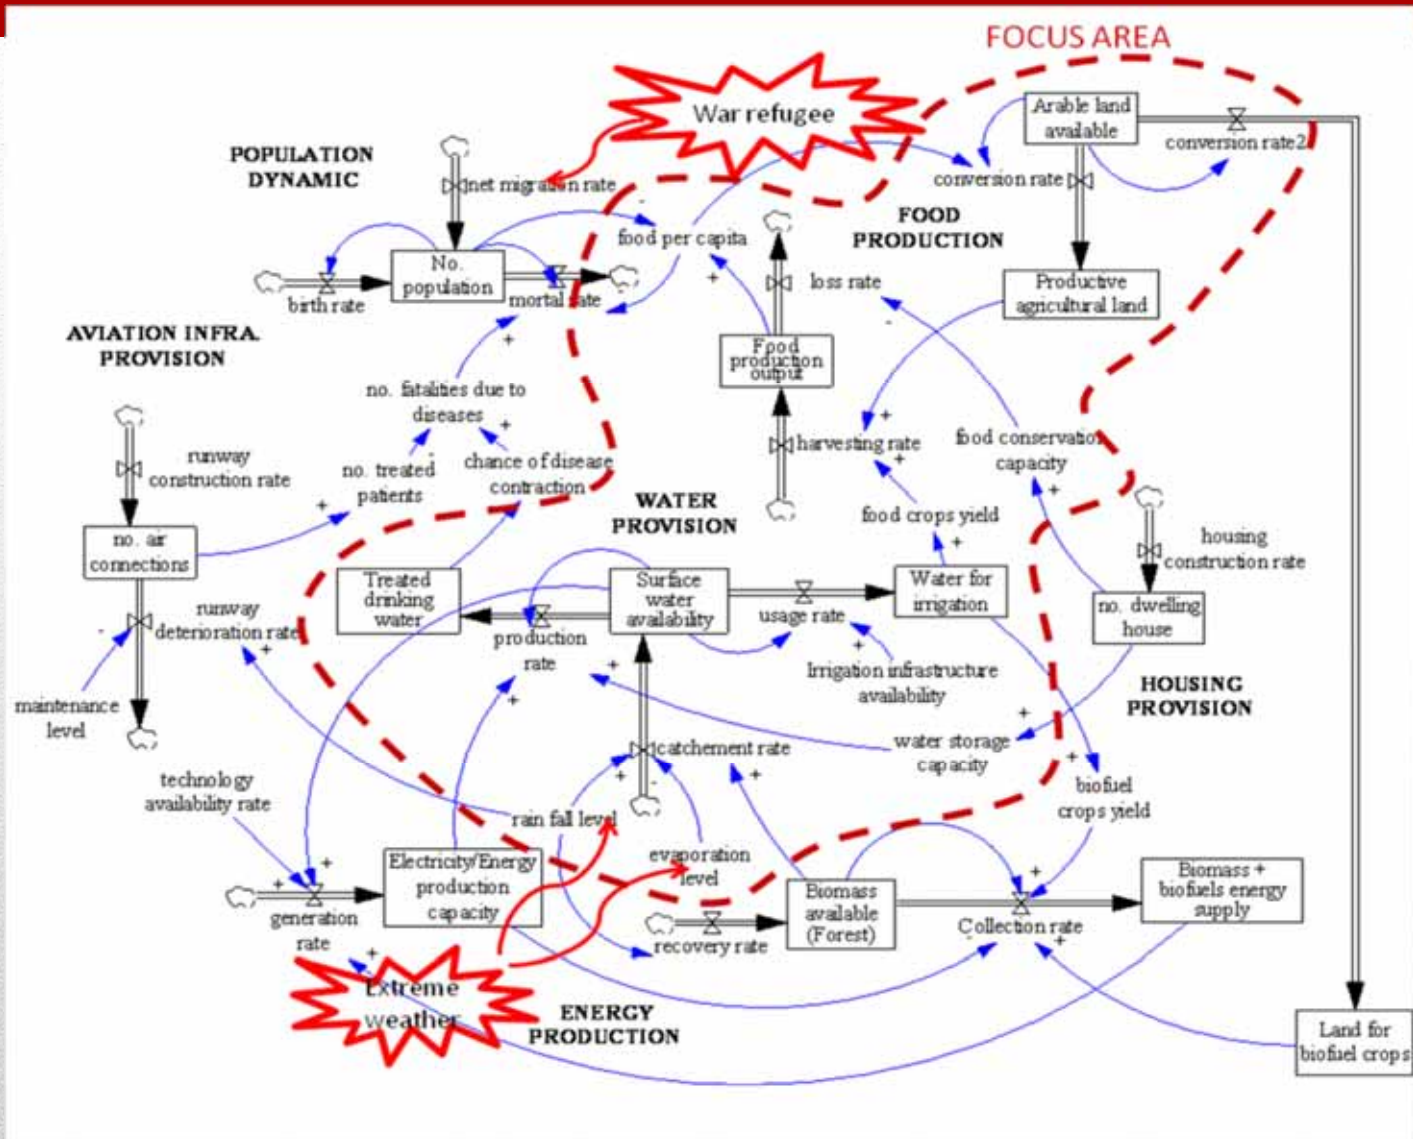 FOCUS AREA
War refugee
Arable land
available
conversion rate2
POPULATION
DYNAMIC
net migration rate
conversion rate
FOOD
PRODUCTION
food per capita
No.
population
birth rate
mortal rate
loss rate
Productive
agricultural land
AVIATION INFRA.
PROVISION
Food
production
output
no. fatalities due to
diseases
harvesting rate
food conservation
capacity
runway
construction rate
no. treated
patients
chance of disease
contraction
WATER
PROVISION
food crops yield
no. air
connections
housing
construction rate
Treated
drinking
water
Surface
water
availability
Water for
irrigation
no. dwelling
house
usage rate
runway
deterioration rate
production
rate
Irrigation infrastructure
availability
HOUSING
PROVISION
maintenance
level
catchement rate
water storage
capacity
technology
availability rate
biofuel
crops yield
rain fall level
evaporation
level
Electricity/Energy
production
capacity
Biomass
available
(Forest)
Biomass +
biofuels energy
supply
generation
rate
recovery rate
Collection rate
Extreme
weather
ENERGY
PRODUCTION
Land for
biofuel crops